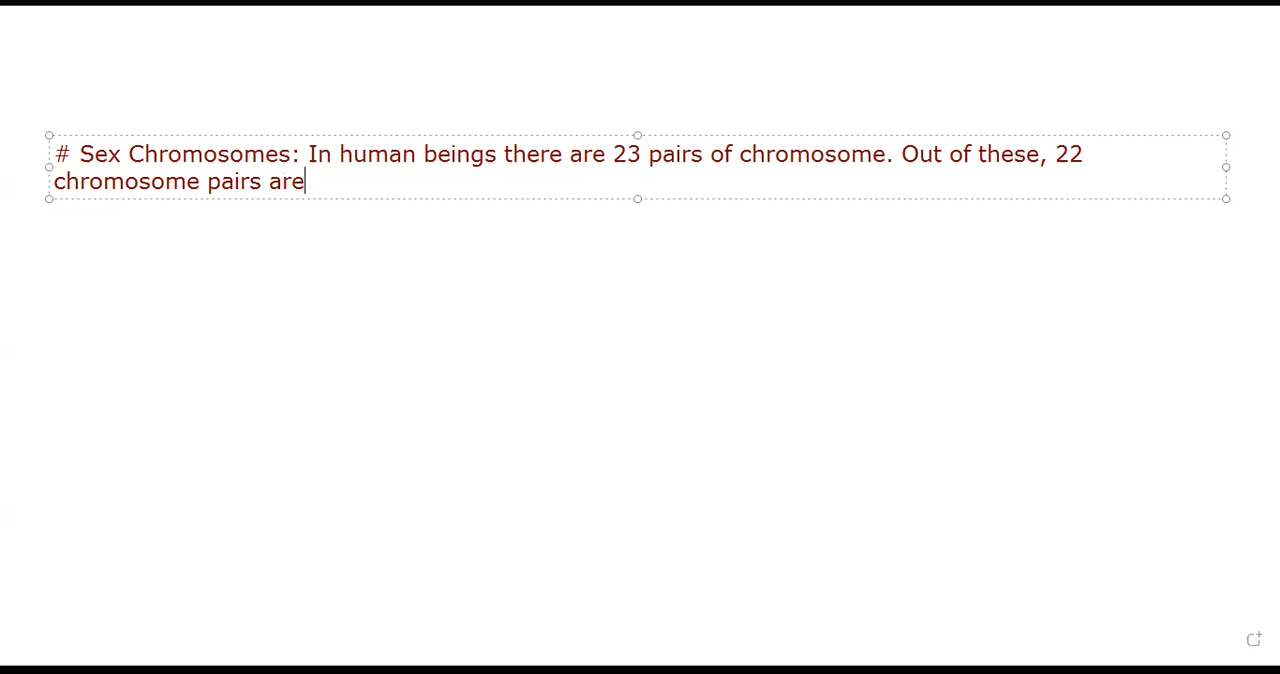 # Sex Chromosomes: In human beings there are 23 pairs of chromosome. Out of these, 22
chromosome pairs are